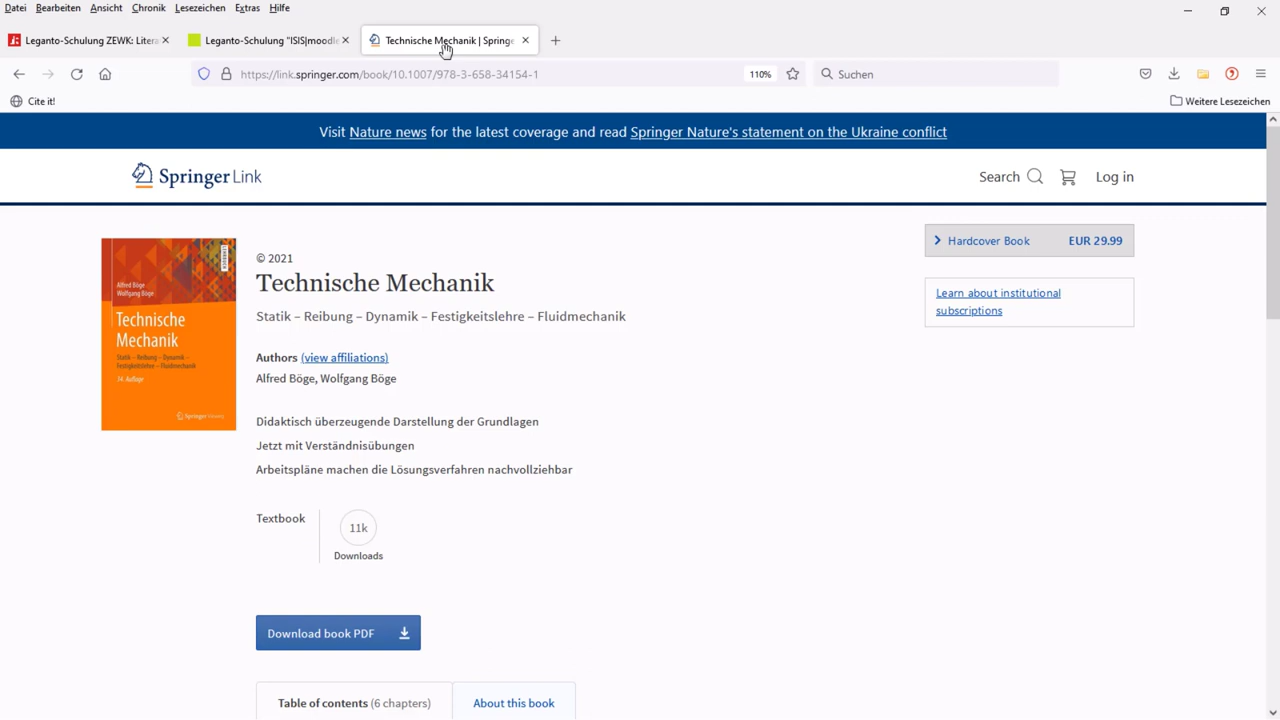 Datei Bearbeiten Ansicht Chronik Lesezeichen Extras Hilfe
Leganto-Schulung ZEWK: Litera
Leganto-Schulung "ISIS|moodle
Technische Mechanik | Springe
https://link.springer.com/book/10.1007/978-3-658-34154-1
110%
Suchen
Cite it!
Weitere Lesezeichen
Visit Nature news for the latest coverage and read Springer Nature's statement on the Ukraine conflict
Springer Link
Search
Log in
Alfred Böge
Wolfgang Böge
Technische
Mechanik
Statik – Reibung – Dynamik –
Festigkeitslehre – Fluidmechanik
34. Auflage
Springer Vieweg
© 2021
Technische Mechanik
Statik – Reibung – Dynamik – Festigkeitslehre – Fluidmechanik
Authors (view affiliations)
Alfred Böge, Wolfgang Böge
Didaktisch überzeugende Darstellung der Grundlagen
Jetzt mit Verständnisübungen
Arbeitspläne machen die Lösungsverfahren nachvollziehbar
Textbook
11k
Downloads
Download book PDF
Table of contents (6 chapters)
About this book
Hardcover Book EUR 29.99
Learn about institutional
subscriptions